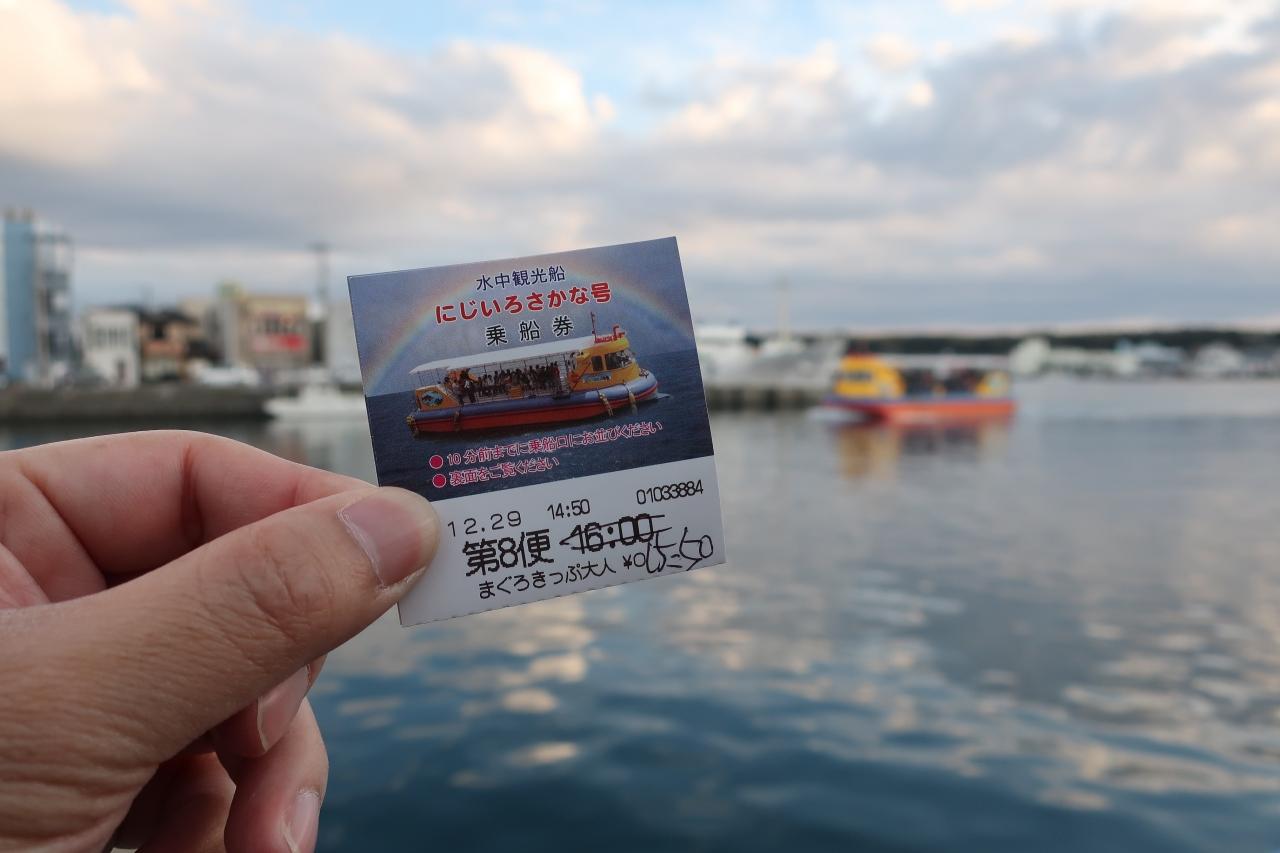 水中観光船
にじいろさかな号
乗船券
●10分前までに乗船口にお並びください
●裏面をご覧ください
12.29 14:50 01033884
第8便 16:00 15:50
まぐろきっぷ大人 ¥0